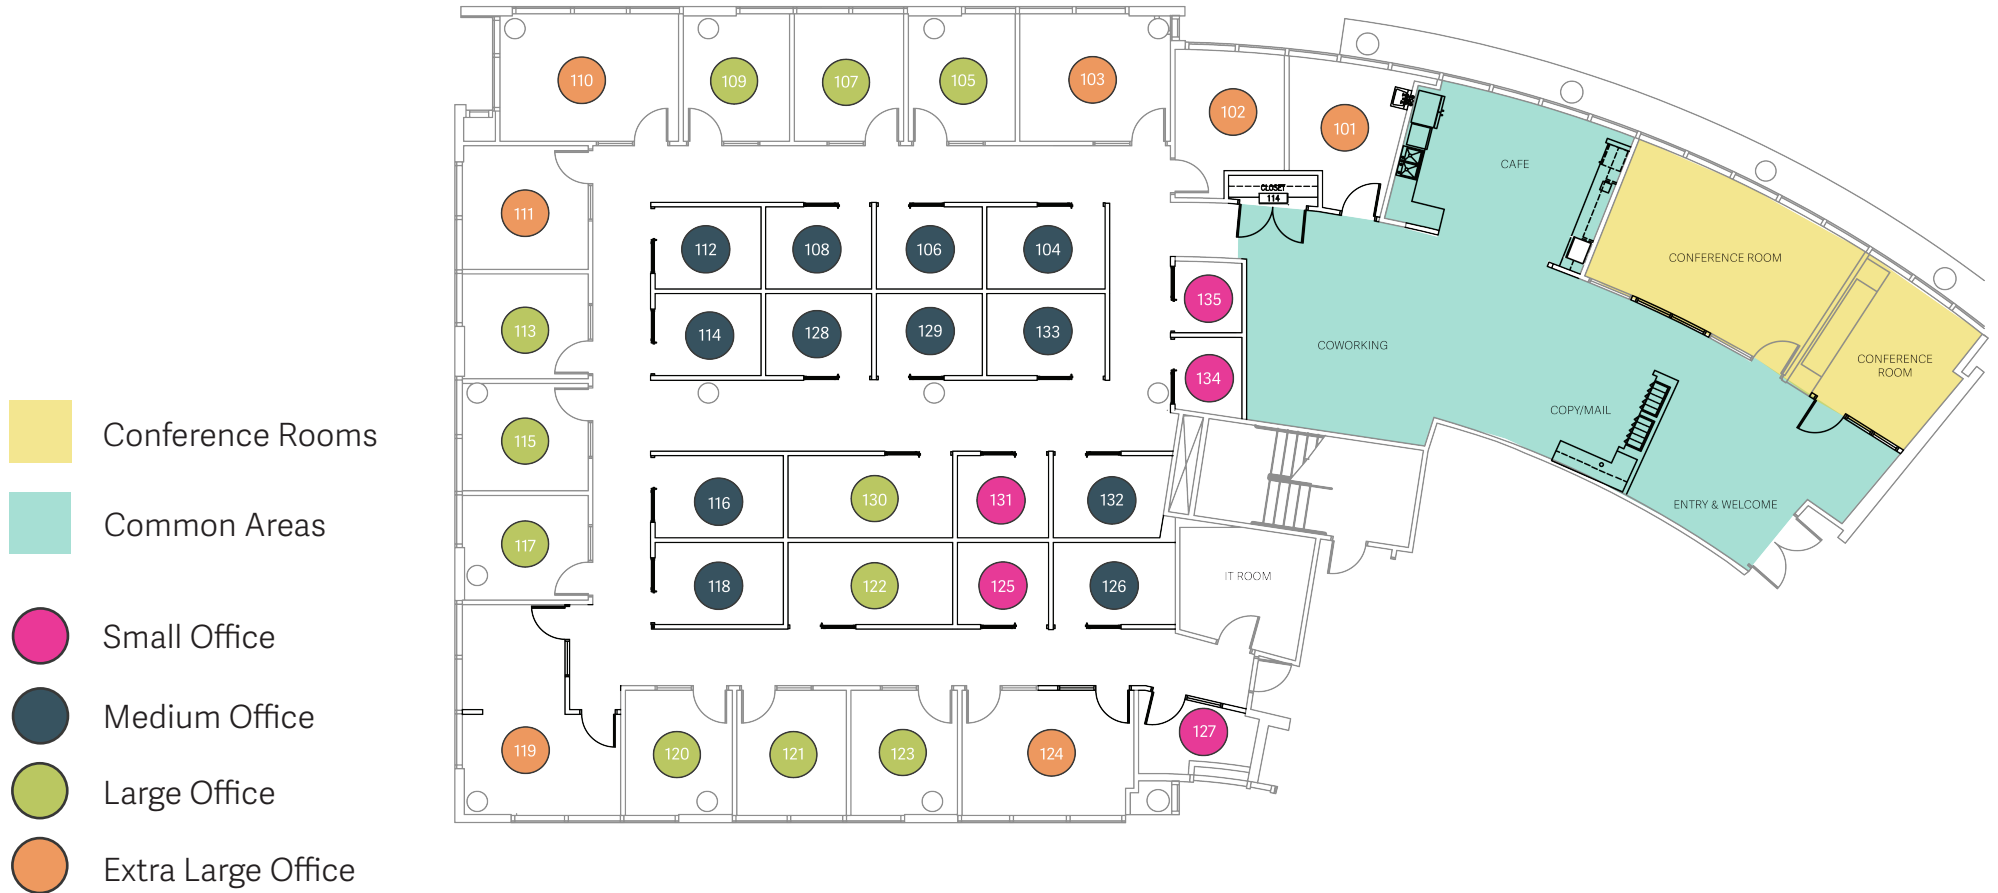 110
109
107
105
103
102
101
CAFE
CLOSET
114
111
112
108
106
104
CONFERENCE ROOM
135
113
114
128
129
133
COWORKING
134
CONFERENCE
ROOM
COPY/MAIL
115
116
130
131
132
ENTRY & WELCOME
117
118
122
125
126
IT ROOM
119
120
121
123
124
127
Conference Rooms
Common Areas
Small Office
Medium Office
Large Office
Extra Large Office